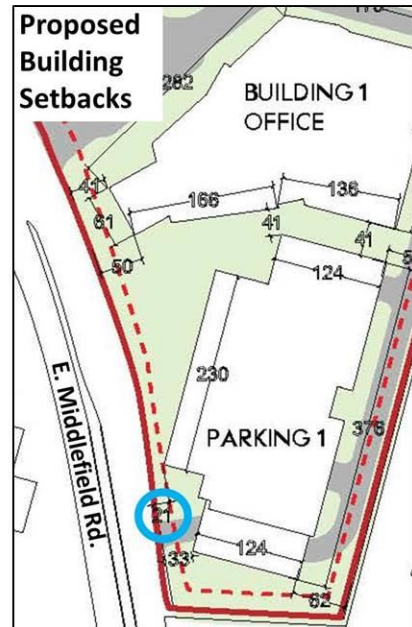 Proposed
Building
Setbacks
282
BUILDING 1
OFFICE
41
166
136
61
41
41
50
124
230
376
PARKING 1
E. Middlefield Rd.
21
124
33
62